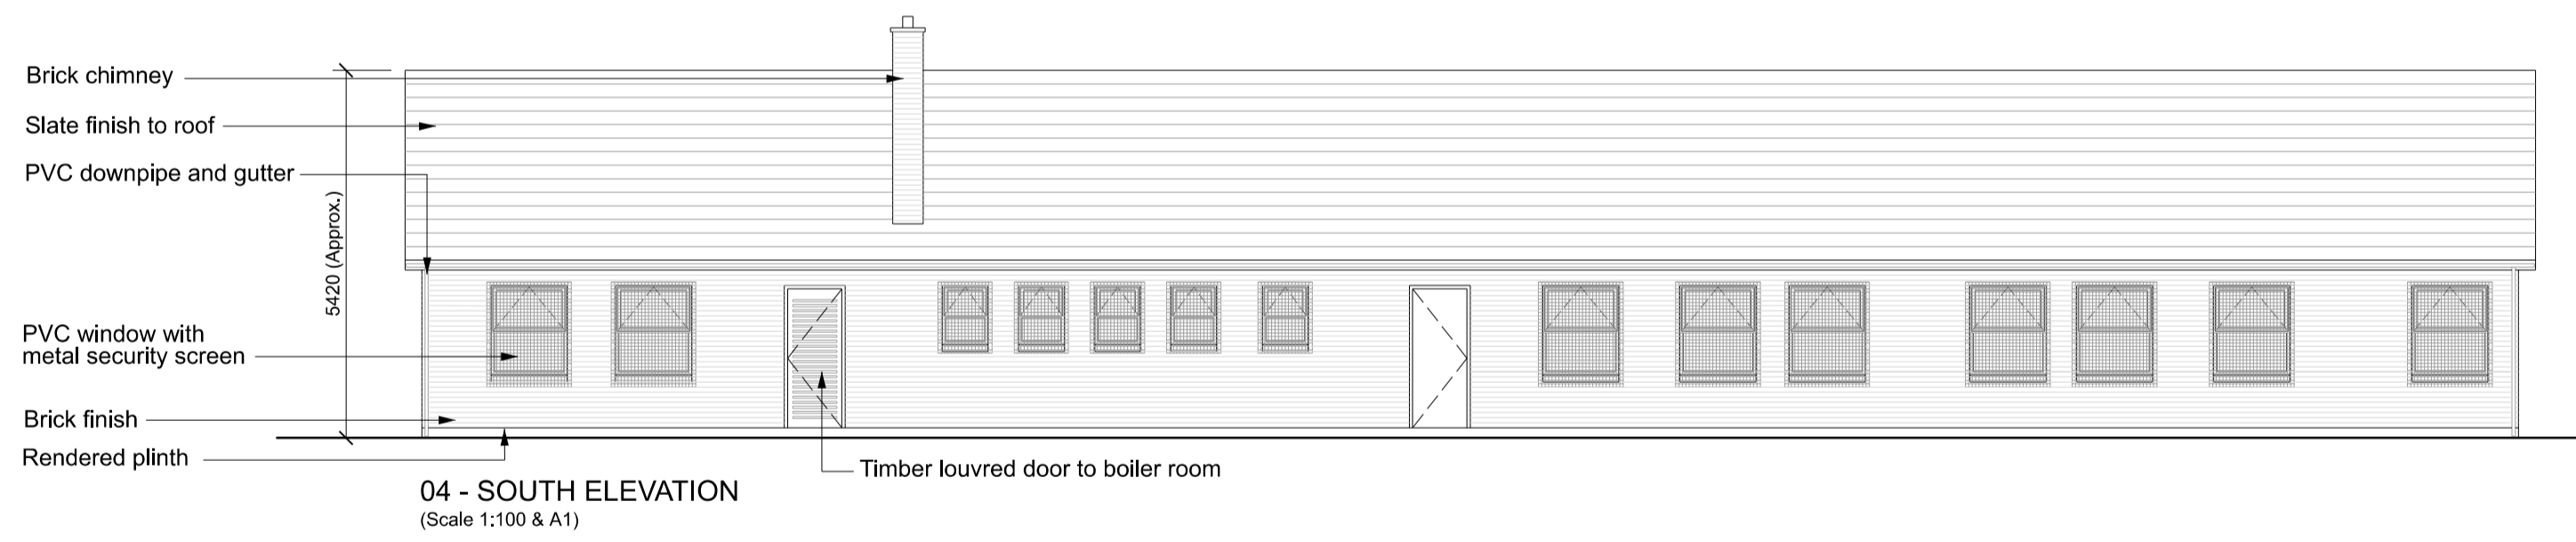 Brick chimney
Slate finish to roof
PVC downpipe and gutter
5420 (Approx.)
PVC window with
metal security screen
Brick finish
Rendered plinth
Timber louvred door to boiler room
04 - SOUTH ELEVATION
(Scale 1:100 & A1)